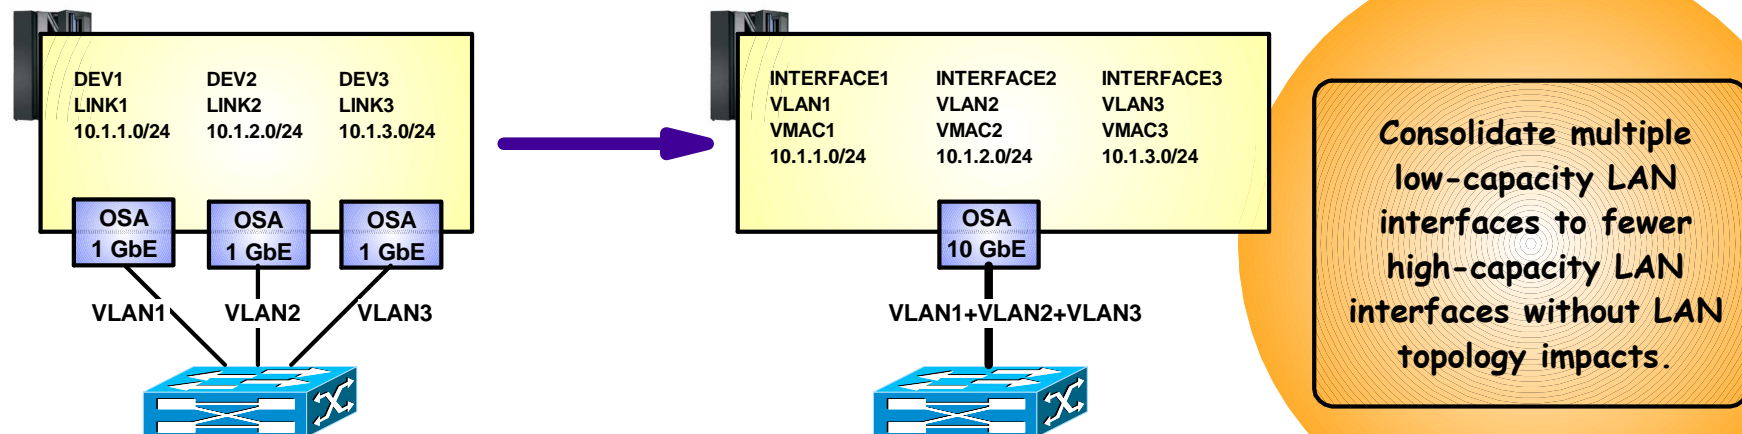 DEV1 DEV2 DEV3
LINK1 LINK2 LINK3
10.1.1.0/24 10.1.2.0/24 10.1.3.0/24
OSA OSA OSA
1 GbE 1 GbE 1 GbE
VLAN1 VLAN2 VLAN3
INTERFACE1 INTERFACE2 INTERFACE3
VLAN1 VLAN2 VLAN3
VMAC1 VMAC2 VMAC3
10.1.1.0/24 10.1.2.0/24 10.1.3.0/24
OSA
10 GbE
VLAN1+VLAN2+VLAN3
Consolidate multiple
low-capacity LAN
interfaces to fewer
high-capacity LAN
interfaces without LAN
topology impacts.